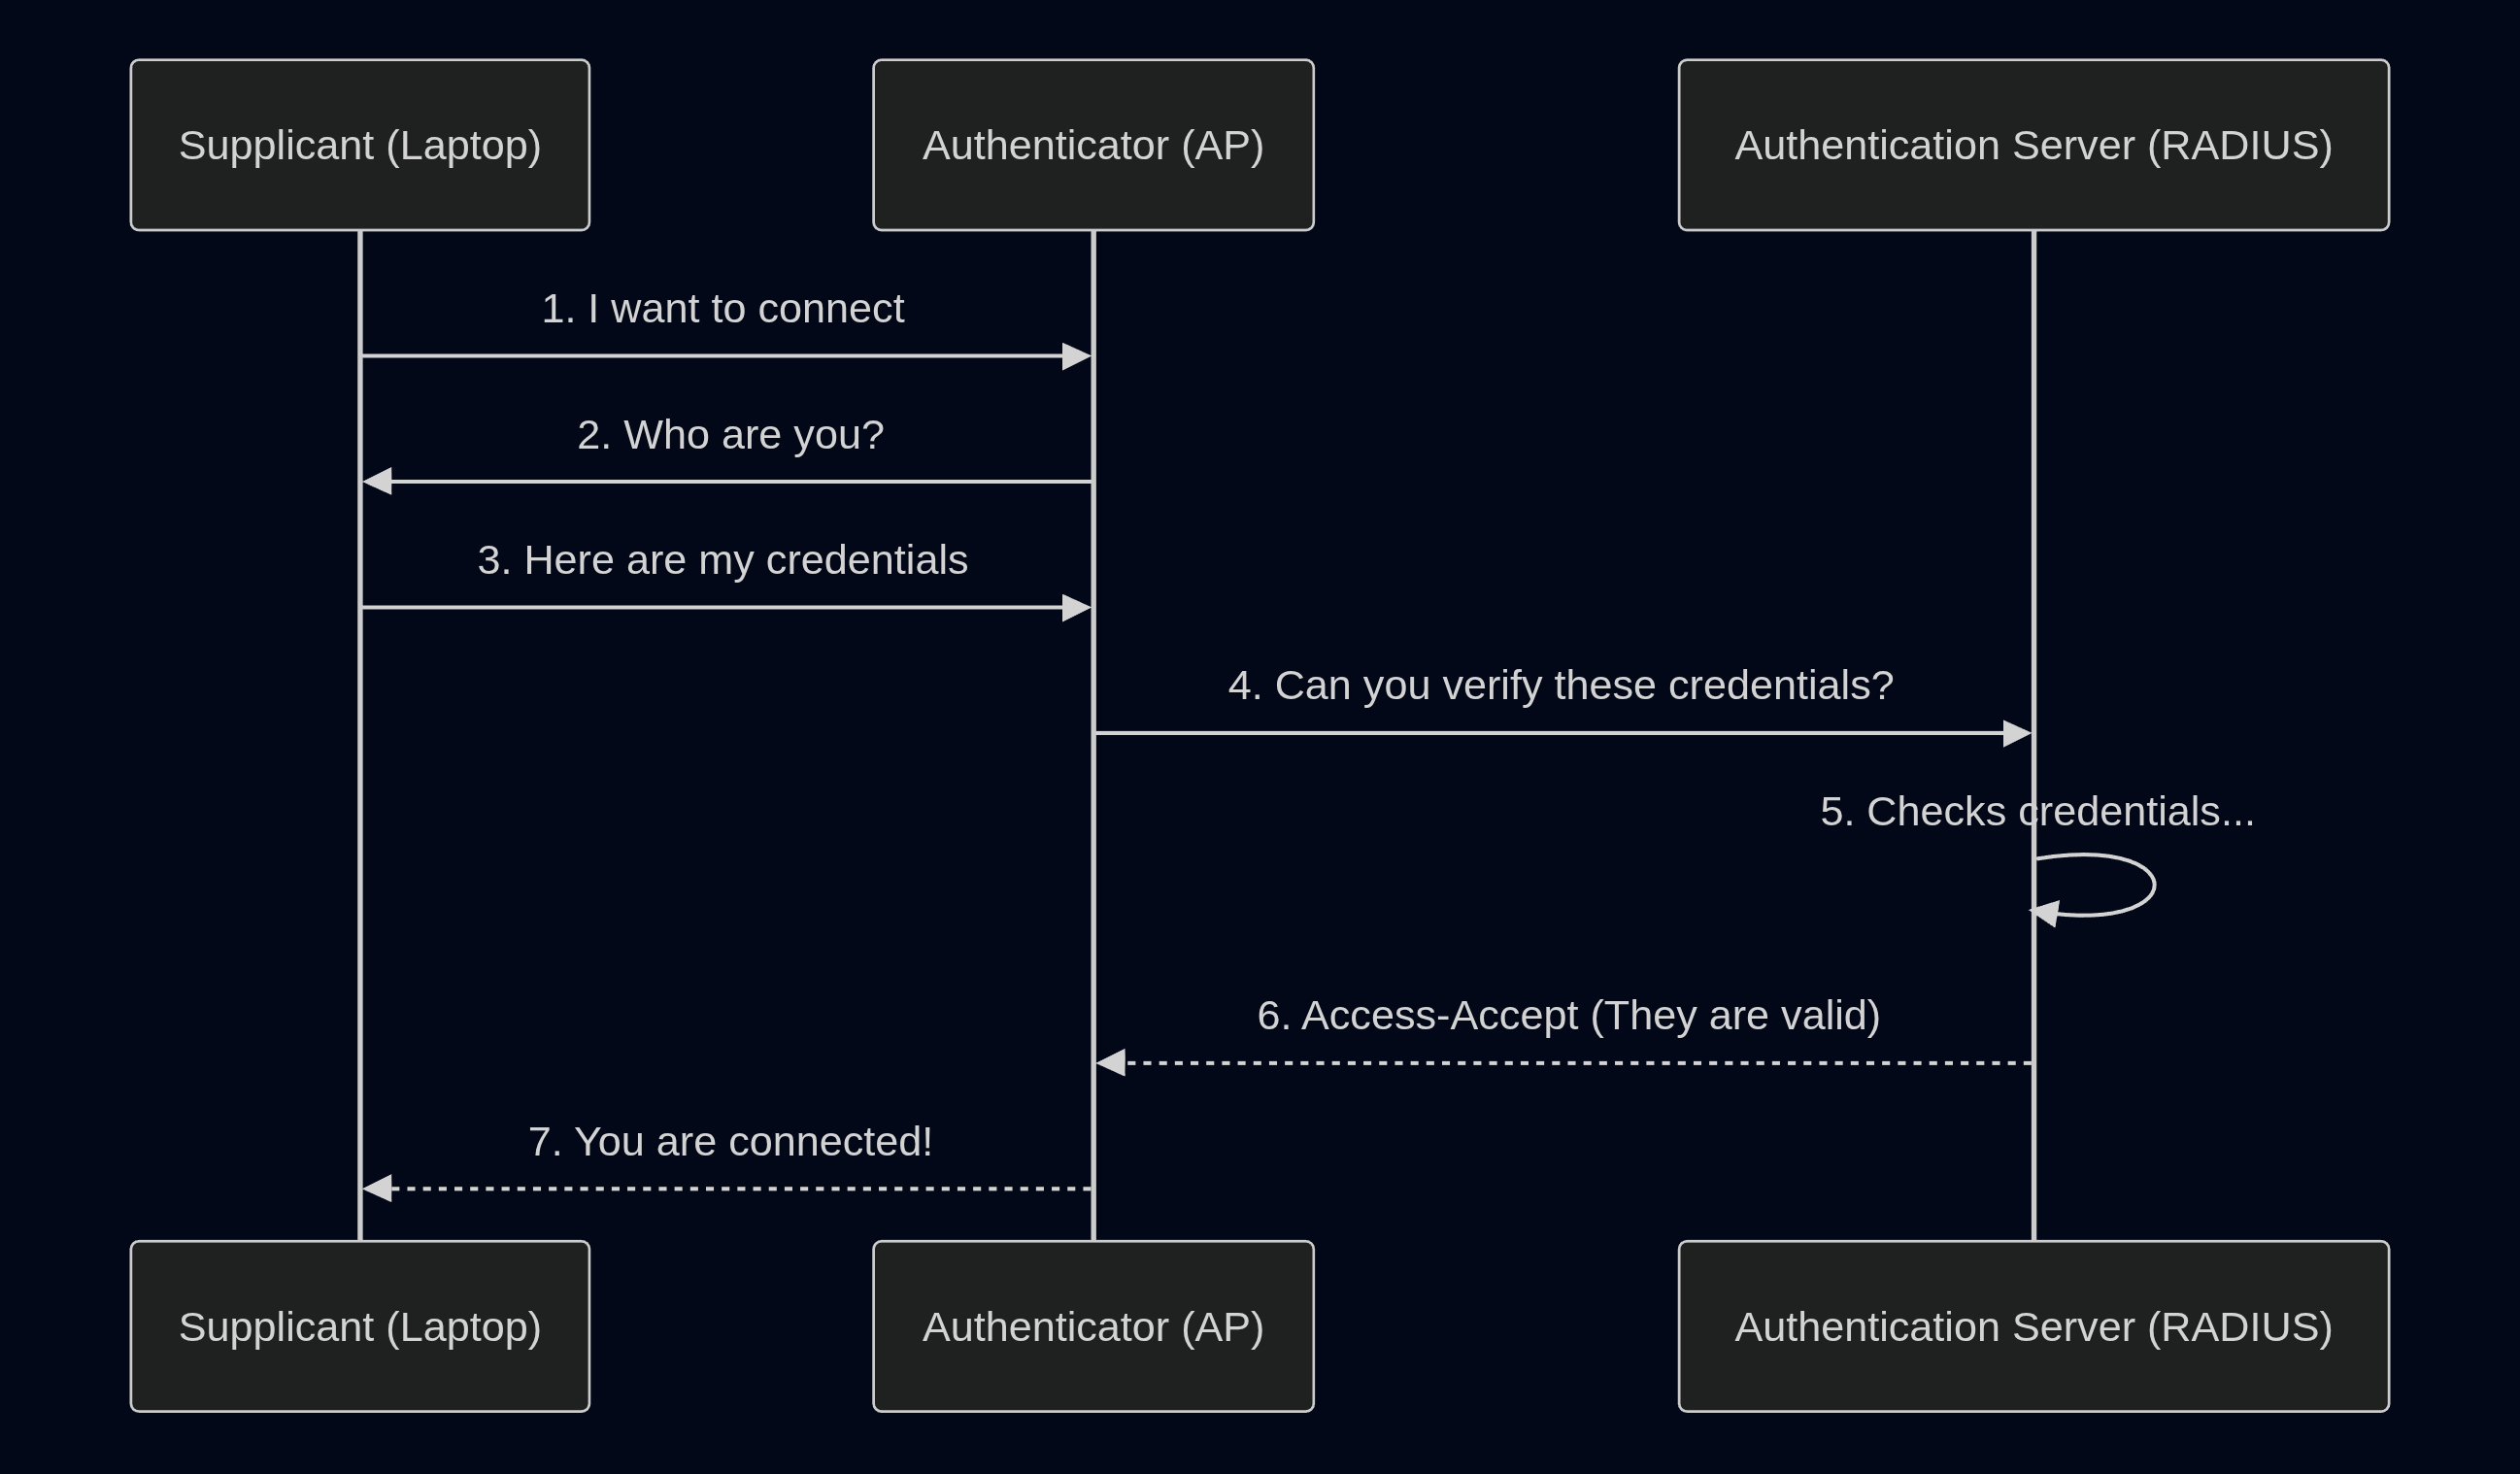 Supplicant (Laptop)
Authenticator (AP)
Authentication Server (RADIUS)
1. I want to connect
2. Who are you?
3. Here are my credentials
4. Can you verify these credentials?
5. Checks credentials...
6. Access-Accept (They are valid)
7. You are connected!
Supplicant (Laptop)
Authenticator (AP)
Authentication Server (RADIUS)